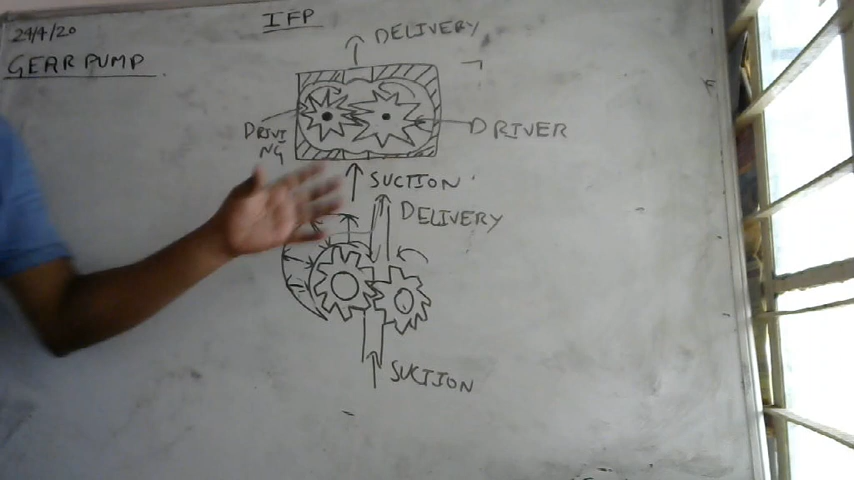 29/4/20
IFP
GEAR PUMP
DELIVERY
DRIVI
NG
DRIVER
SUCTION
DELIVERY
SUCTION